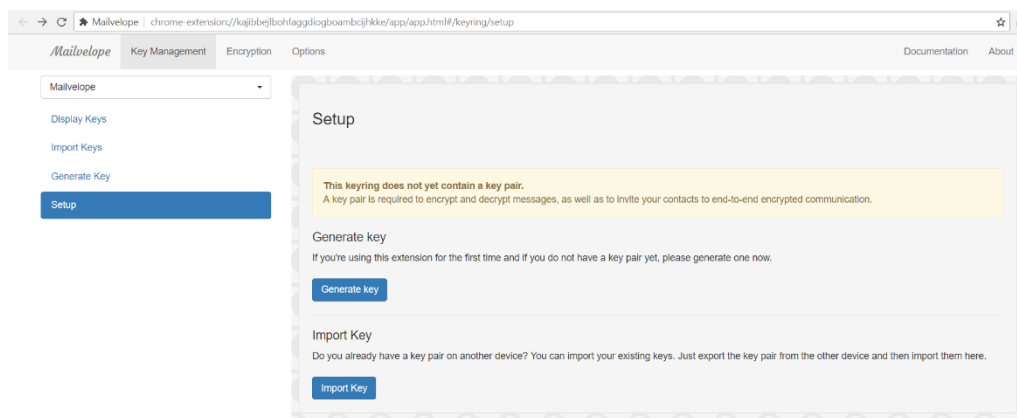 Mailvelope | chrome-extension://kajibbejlbohfaggdiogboambcijhkke/app/app.html#/keyring/setup
Mailvelope Key Management Encryption Options Documentation About
Mailvelope
Display Keys
Import Keys
Generate Key
Setup
Setup
This keyring does not yet contain a key pair.
A key pair is required to encrypt and decrypt messages, as well as to invite your contacts to end-to-end encrypted communication.
Generate key
If you're using this extension for the first time and if you do not have a key pair yet, please generate one now.
Generate key
Import Key
Do you already have a key pair on another device? You can import your existing keys. Just export the key pair from the other device and then import them here.
Import Key